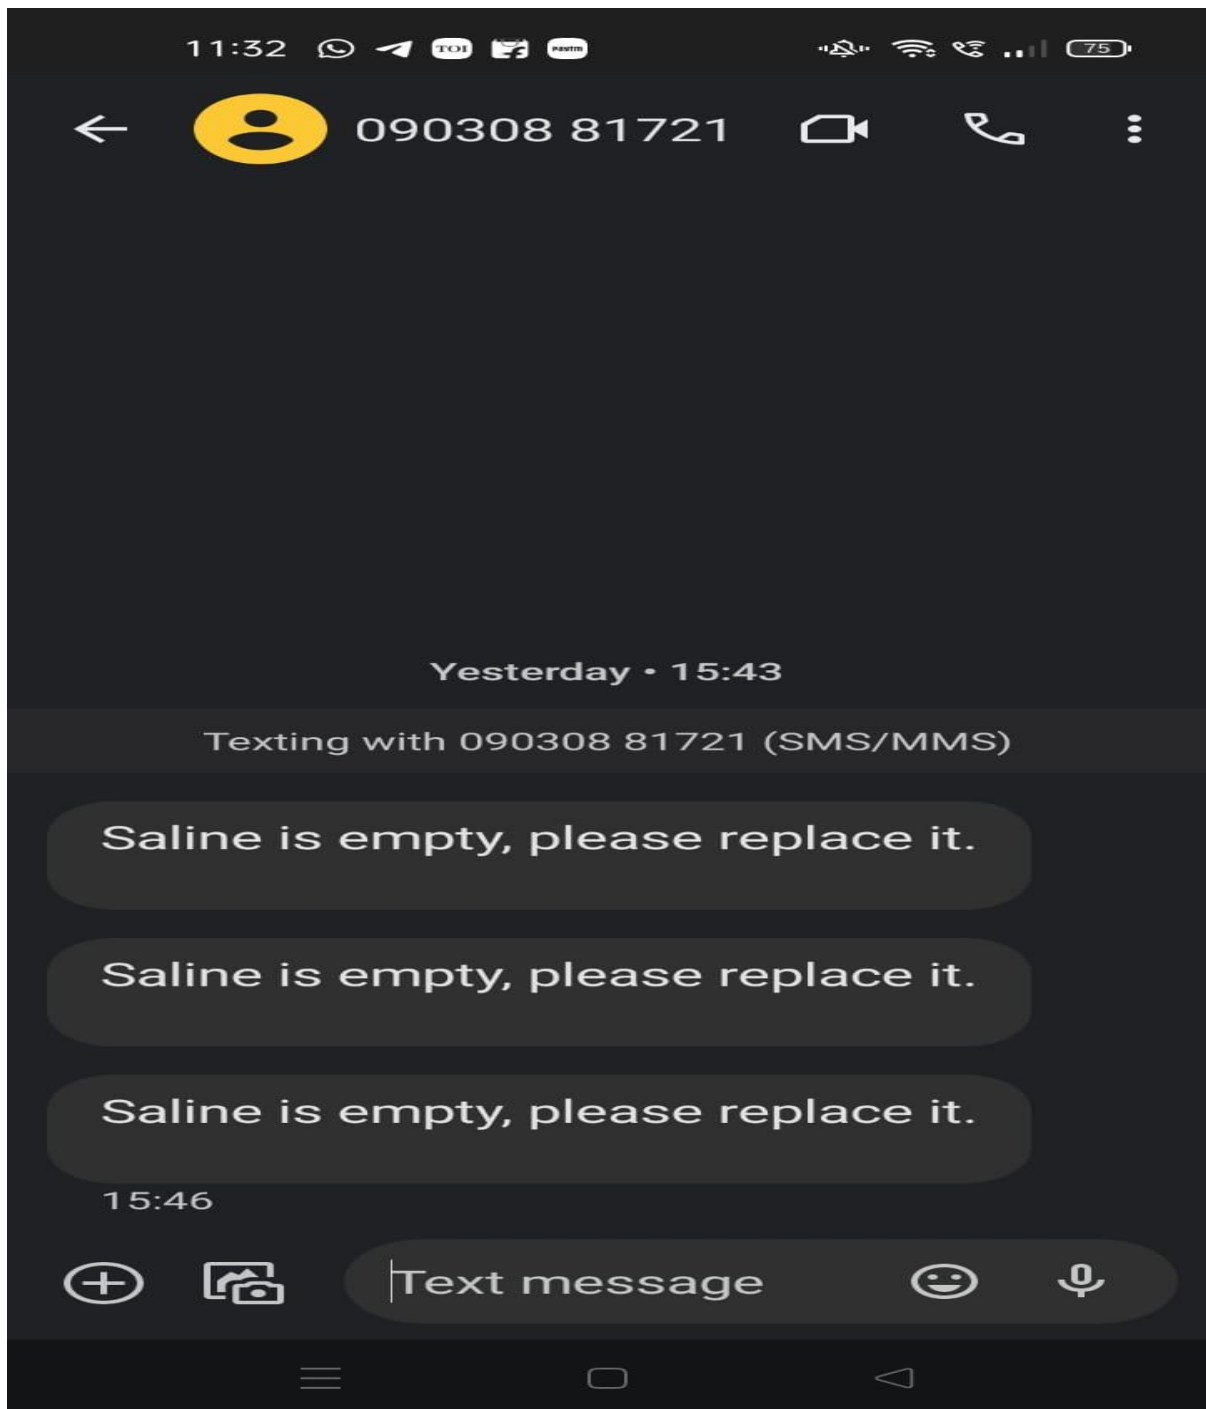 11:32 TOI Paytm 75
090308 81721
Yesterday • 15:43
Texting with 090308 81721 (SMS/MMS)
Saline is empty, please replace it.
Saline is empty, please replace it.
Saline is empty, please replace it.
15:46
Text message